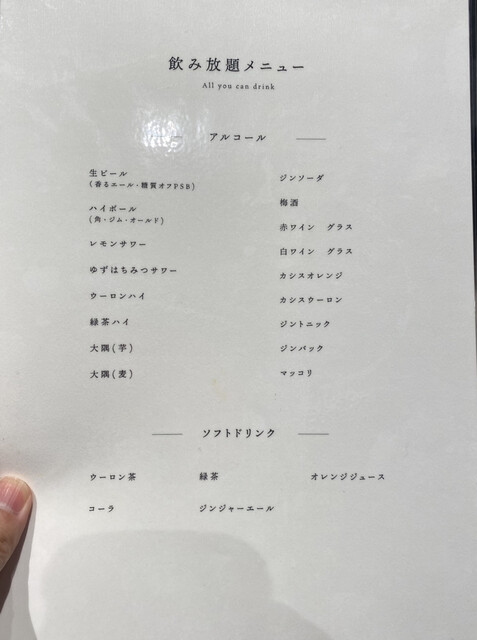 飲み放題メニュー
All you can drink
アルコール
生ビール
(香るエール・糖質オフPSB)
ハイボール
(角・ジム・オールド)
レモンサワー
ゆずはちみつサワー
ウーロンハイ
緑茶ハイ
大隅(芋)
大隅(麦)
ジンソーダ
梅酒
赤ワイン　グラス
白ワイン　グラス
カシスオレンジ
カシスウーロン
ジントニック
ジンバック
マッコリ
ソフトドリンク
ウーロン茶　緑茶　オレンジジュース
コーラ　ジンジャーエール